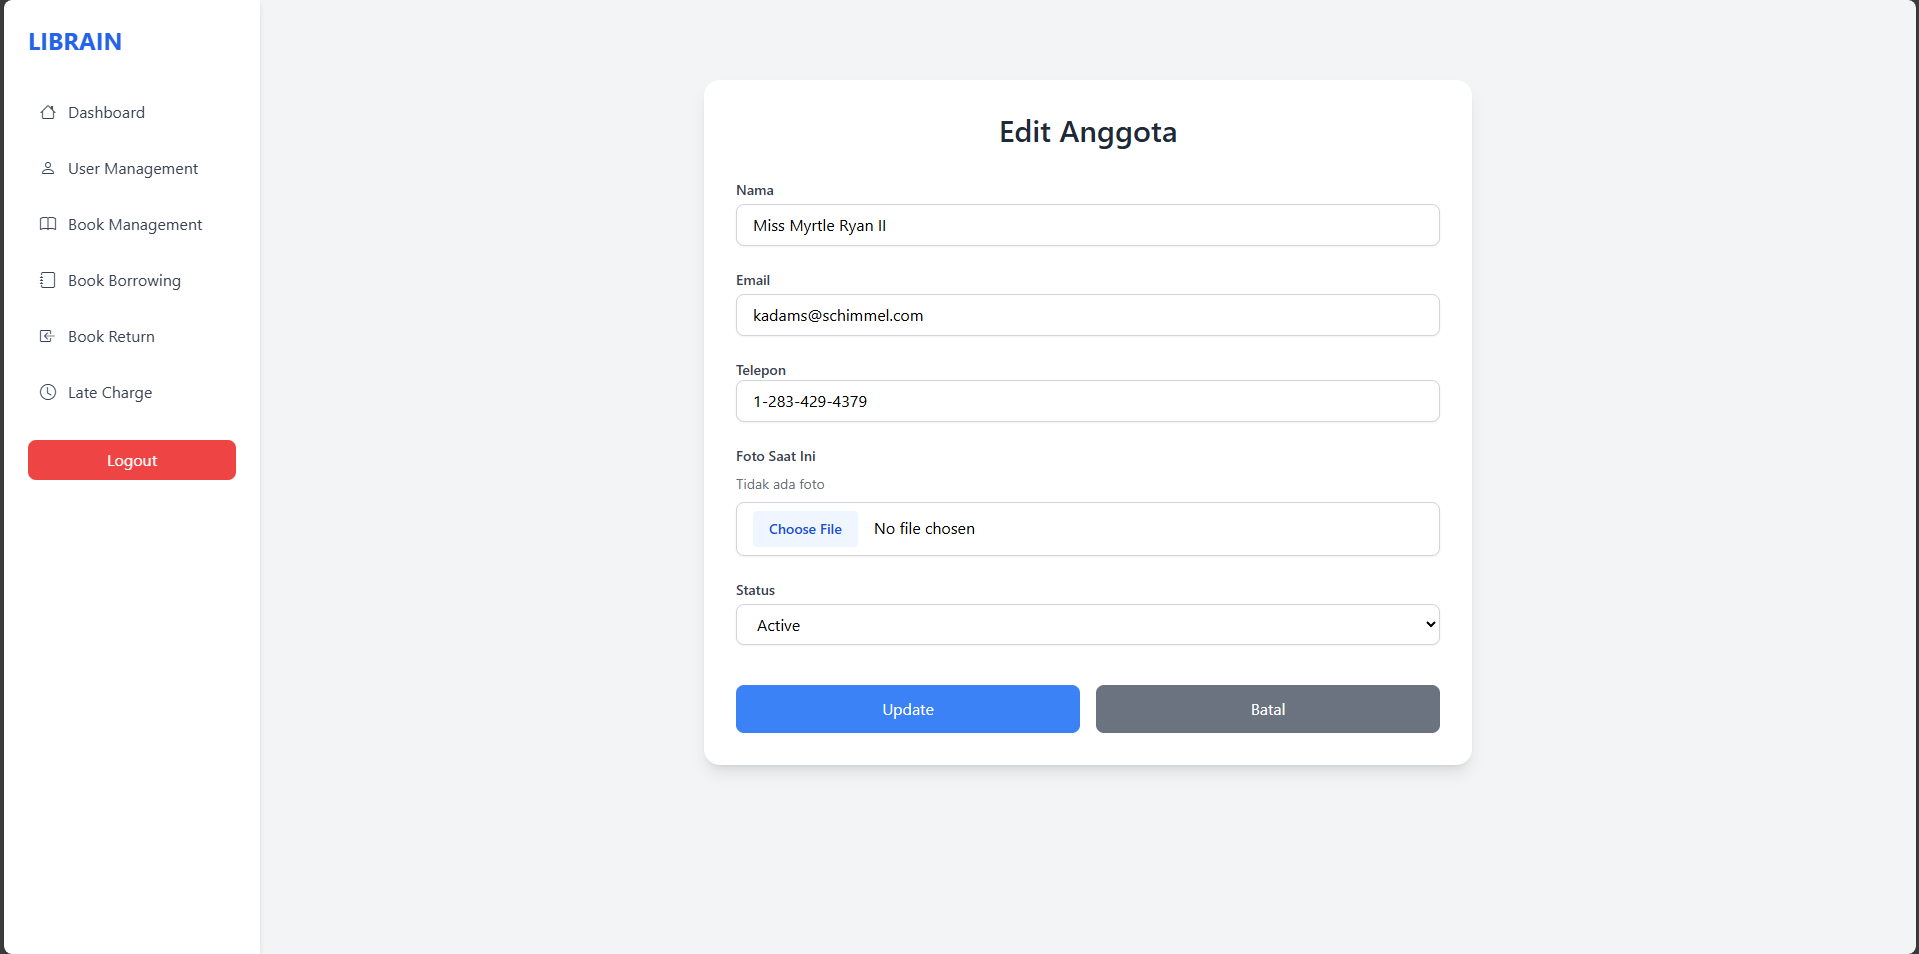 LIBRAIN
Dashboard
User Management
Book Management
Book Borrowing
Book Return
Late Charge
Logout
Edit Anggota
Nama
Miss Myrtle Ryan II
Email
kadams@schimmel.com
Telepon
1-283-429-4379
Foto Saat Ini
Tidak ada foto
Choose File No file chosen
Status
Active
Update Batal